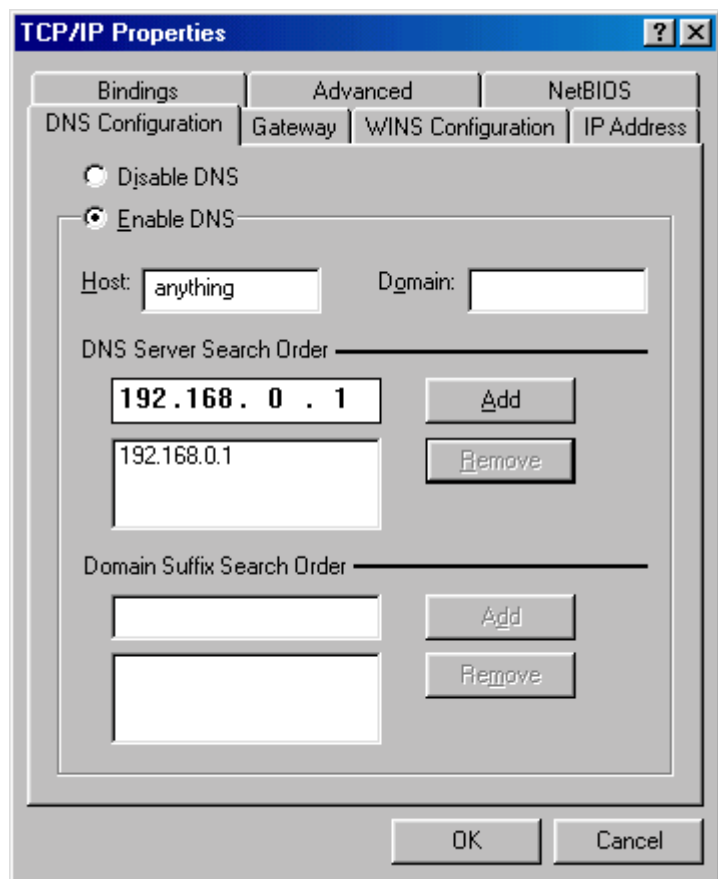 TCP/IP Properties
Bindings Advanced NetBIOS
DNS Configuration Gateway WINS Configuration IP Address
Disable DNS
Enable DNS
Host: anything Domain:
DNS Server Search Order
192.168. 0 . 1 Add
192.168.0.1 Remove
Domain Suffix Search Order
Add
Remove
OK Cancel